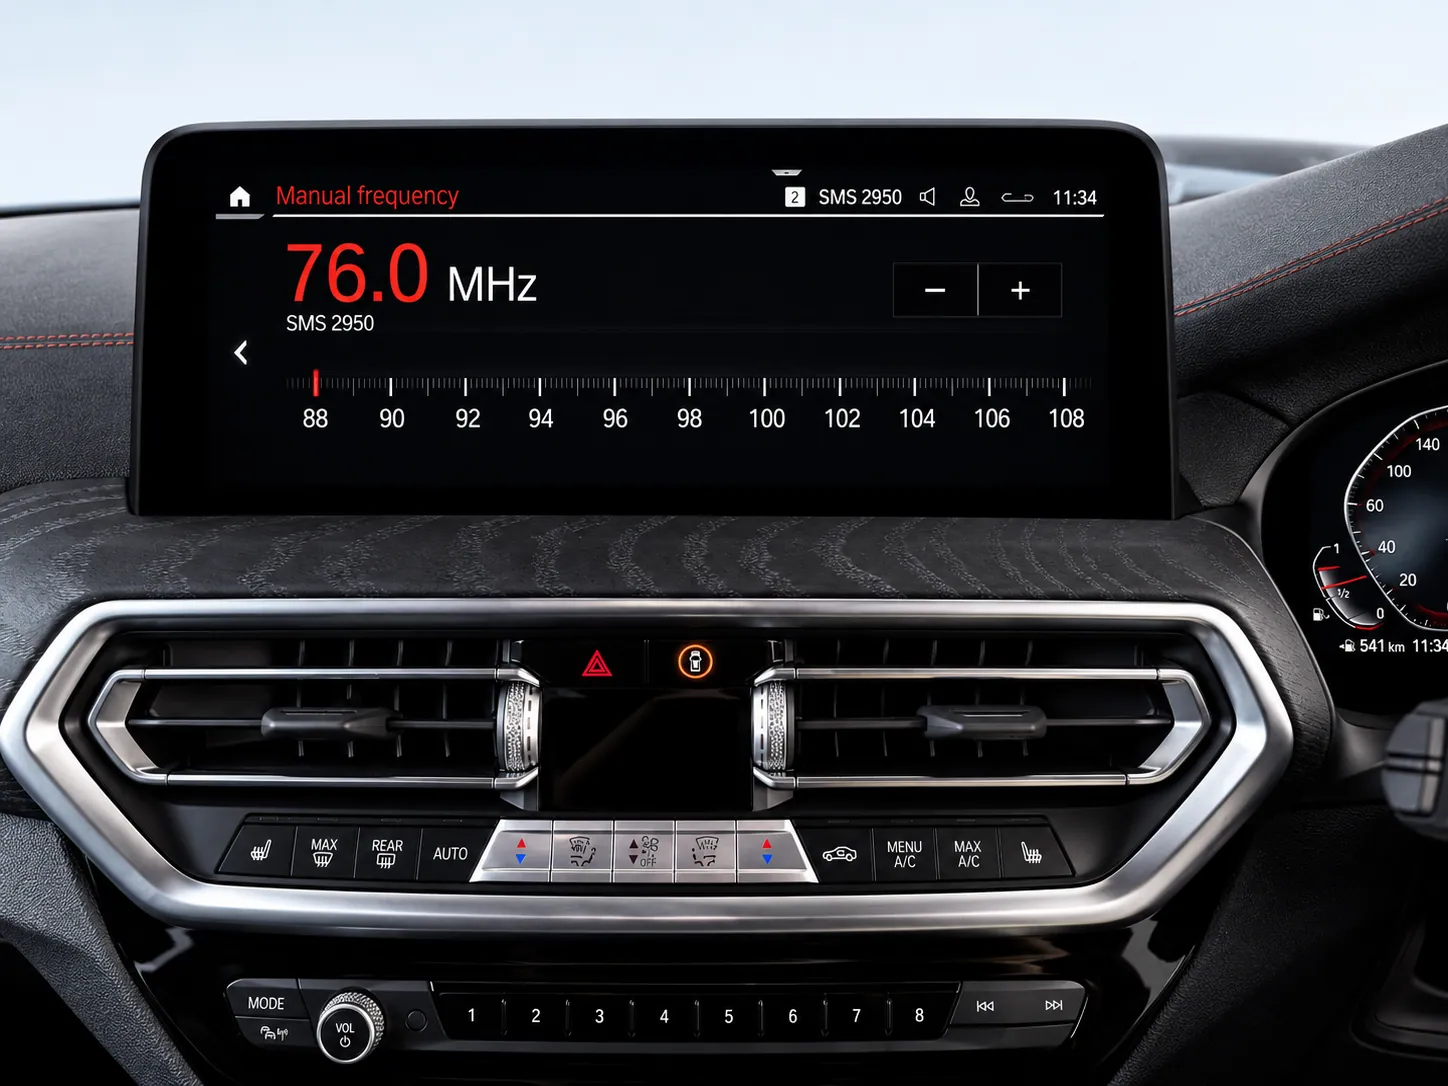 Manual frequency
2 SMS 2950 11:34
76.0 MHz
SMS 2950
88 90 92 94 96 98 100 102 104 106 108
140
100
60
40
20
0
1
1/2
541 km 11:34
MAX
REAR
AUTO
OFF
MENU
A/C
MAX
A/C
MODE
VOL
1 2 3 4 5 6 7 8